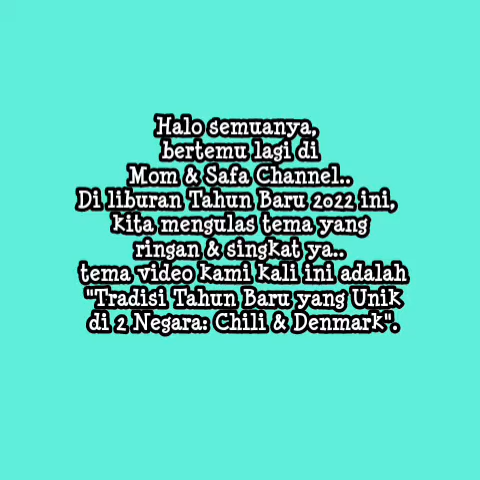 Halo semuanya,
bertemu lagi di
Mom & Safa Channel..
Di liburan Tahun Baru 2022 ini,
kita mengulas tema yang
ringan & singkat ya..
tema video kami kali ini adalah
"Tradisi Tahun Baru yang Unik
di 2 Negara: Chili & Denmark".